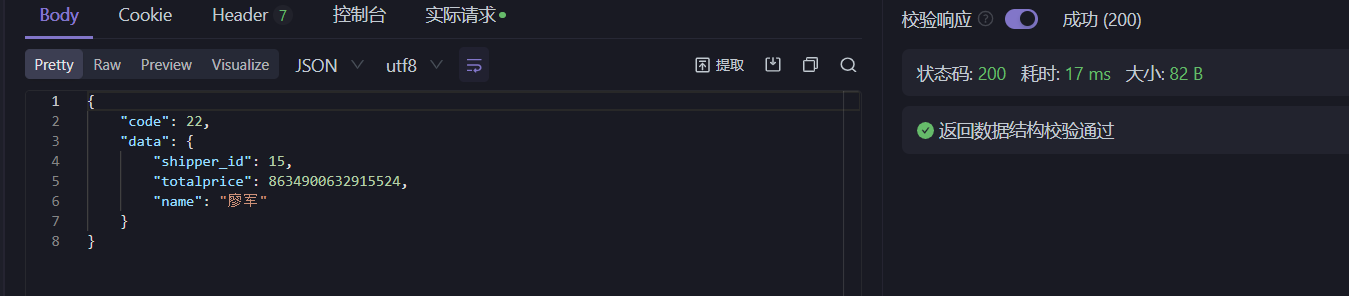 Body Cookie Header 7 控制台 实际请求
Pretty Raw Preview Visualize JSON utf8 提取
1 {
2 "code": 22,
3 "data": {
4 "shipper_id": 15,
5 "totalprice": 8634900632915524,
6 "name": "廖军"
7 }
8 }
校验响应 ? 成功 (200)
状态码: 200 耗时: 17 ms 大小: 82 B
返回数据结构校验通过